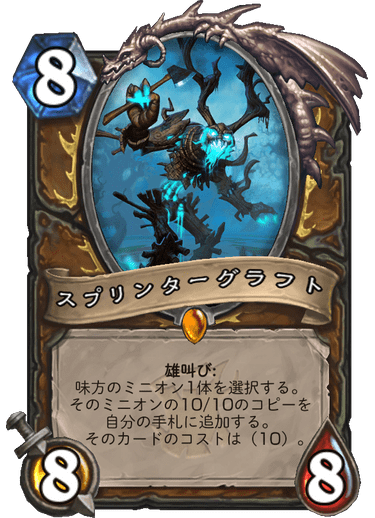 8
スプリンターグラフト
雄叫び:
味方のミニオン1体を選択する。
そのミニオンの10/10のコピーを
自分の手札に追加する。
そのカードのコストは（10）。
8
8